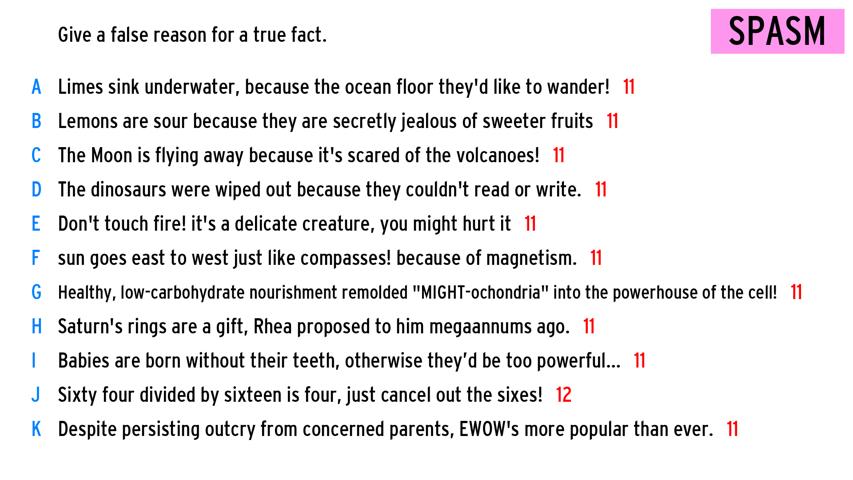 Give a false reason for a true fact.
SPASM
A Limes sink underwater, because the ocean floor they'd like to wander! 11
B Lemons are sour because they are secretly jealous of sweeter fruits 11
C The Moon is flying away because it's scared of the volcanoes! 11
D The dinosaurs were wiped out because they couldn't read or write. 11
E Don't touch fire! it's a delicate creature, you might hurt it 11
F sun goes east to west just like compasses! because of magnetism. 11
G Healthy, low-carbohydrate nourishment remolded "MIGHT-ochondria" into the powerhouse of the cell! 11
H Saturn's rings are a gift, Rhea proposed to him megaannums ago. 11
I Babies are born without their teeth, otherwise they’d be too powerful... 11
J Sixty four divided by sixteen is four, just cancel out the sixes! 12
K Despite persisting outcry from concerned parents, EWOW's more popular than ever. 11